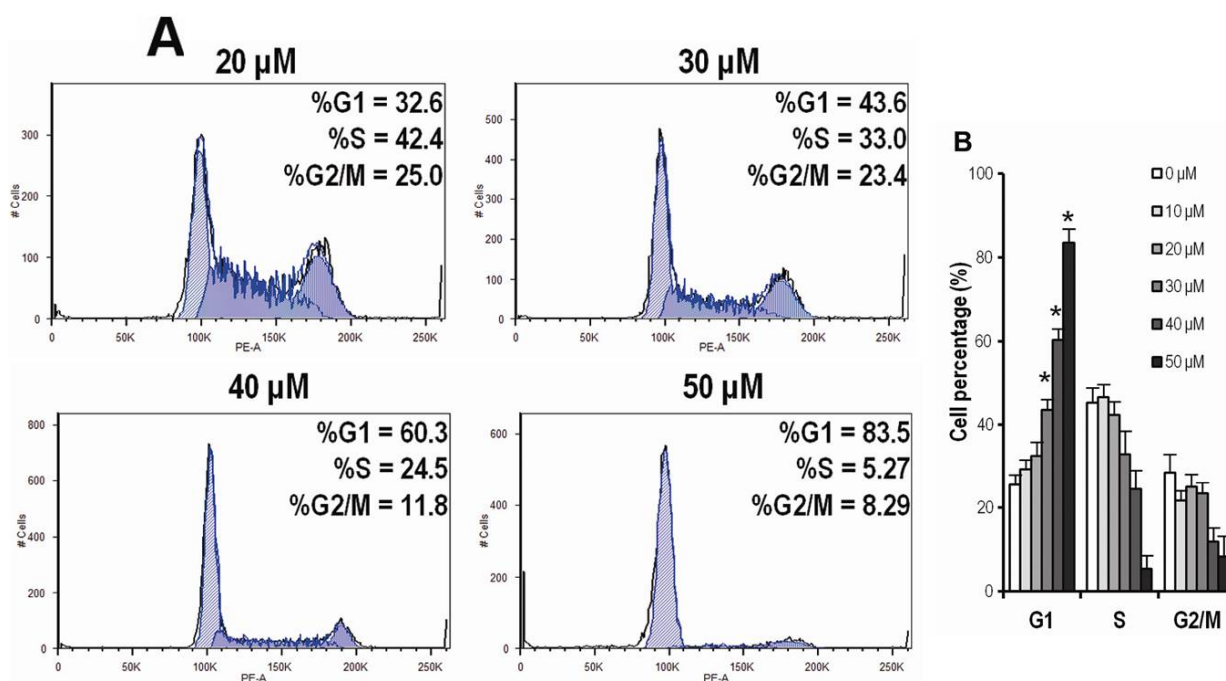 A
20 µM
%G1 = 32.6
%S = 42.4
%G2/M = 25.0
# Cells
300
200
100
0
0
50K
100K
150K
200K
250K
PE-A
30 µM
%G1 = 43.6
%S = 33.0
%G2/M = 23.4
# Cells
500
400
300
200
100
0
0
50K
100K
150K
200K
250K
PE-A
40 µM
%G1 = 60.3
%S = 24.5
%G2/M = 11.8
# Cells
800
600
400
200
0
0
50K
100K
150K
200K
250K
PE-A
50 µM
%G1 = 83.5
%S = 5.27
%G2/M = 8.29
# Cells
600
400
200
0
0
50K
100K
150K
200K
250K
PE-A
B
Cell percentage (%)
100
80
60
40
20
0
* * *
0 µM
10 µM
20 µM
30 µM
40 µM
50 µM
G1 S G2/M